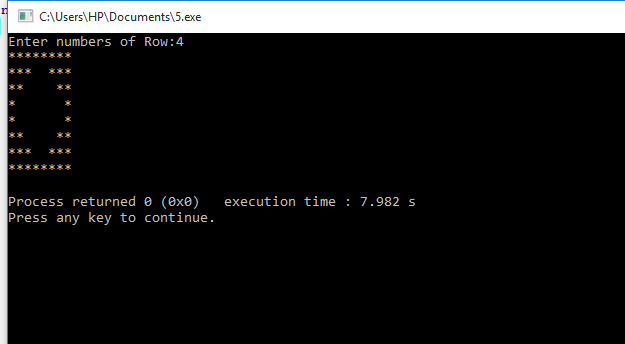 n
C:\Users\HP\Documents\5.exe
Enter numbers of Row:4
********
***  ***
**    **
*      *
*      *
**    **
***  ***
********
Process returned 0 (0x0)   execution time : 7.982 s
Press any key to continue.